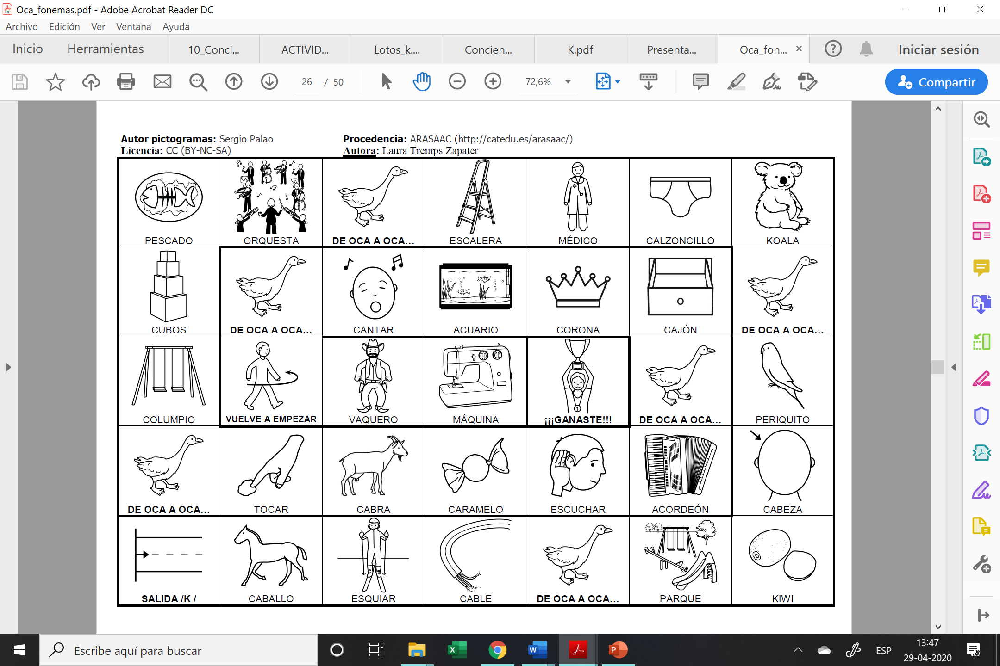 Oca_fonemas.pdf - Adobe Acrobat Reader DC
Archivo Edición Ver Ventana Ayuda
Inicio Herramientas 10_Conci... ACTIVID... Lotos_k.... Concien... K.pdf Presenta... Oca_fon... Iniciar sesión
26 / 50 72,6% Compartir
Autor pictogramas: Sergio Palao Procedencia: ARASAAC (http://catedu.es/arasaac/)
Licencia: CC (BY-NC-SA) Autora: Laura Tremps Zapater
PESCADO ORQUESTA DE OCA A OCA... ESCALERA MÉDICO CALZONCILLO KOALA
CUBOS DE OCA A OCA... CANTAR ACUARIO CORONA CAJÓN DE OCA A OCA...
COLUMPIO VUELVE A EMPEZAR VAQUERO MÁQUINA ¡¡¡GANASTE!!! DE OCA A OCA... PERIQUITO
DE OCA A OCA... TOCAR CABRA CARAMELO ESCUCHAR ACORDEÓN CABEZA
SALIDA /K / CABALLO ESQUIAR CABLE DE OCA A OCA... PARQUE KIWI
Escribe aquí para buscar ESP 13:47
29-04-2020